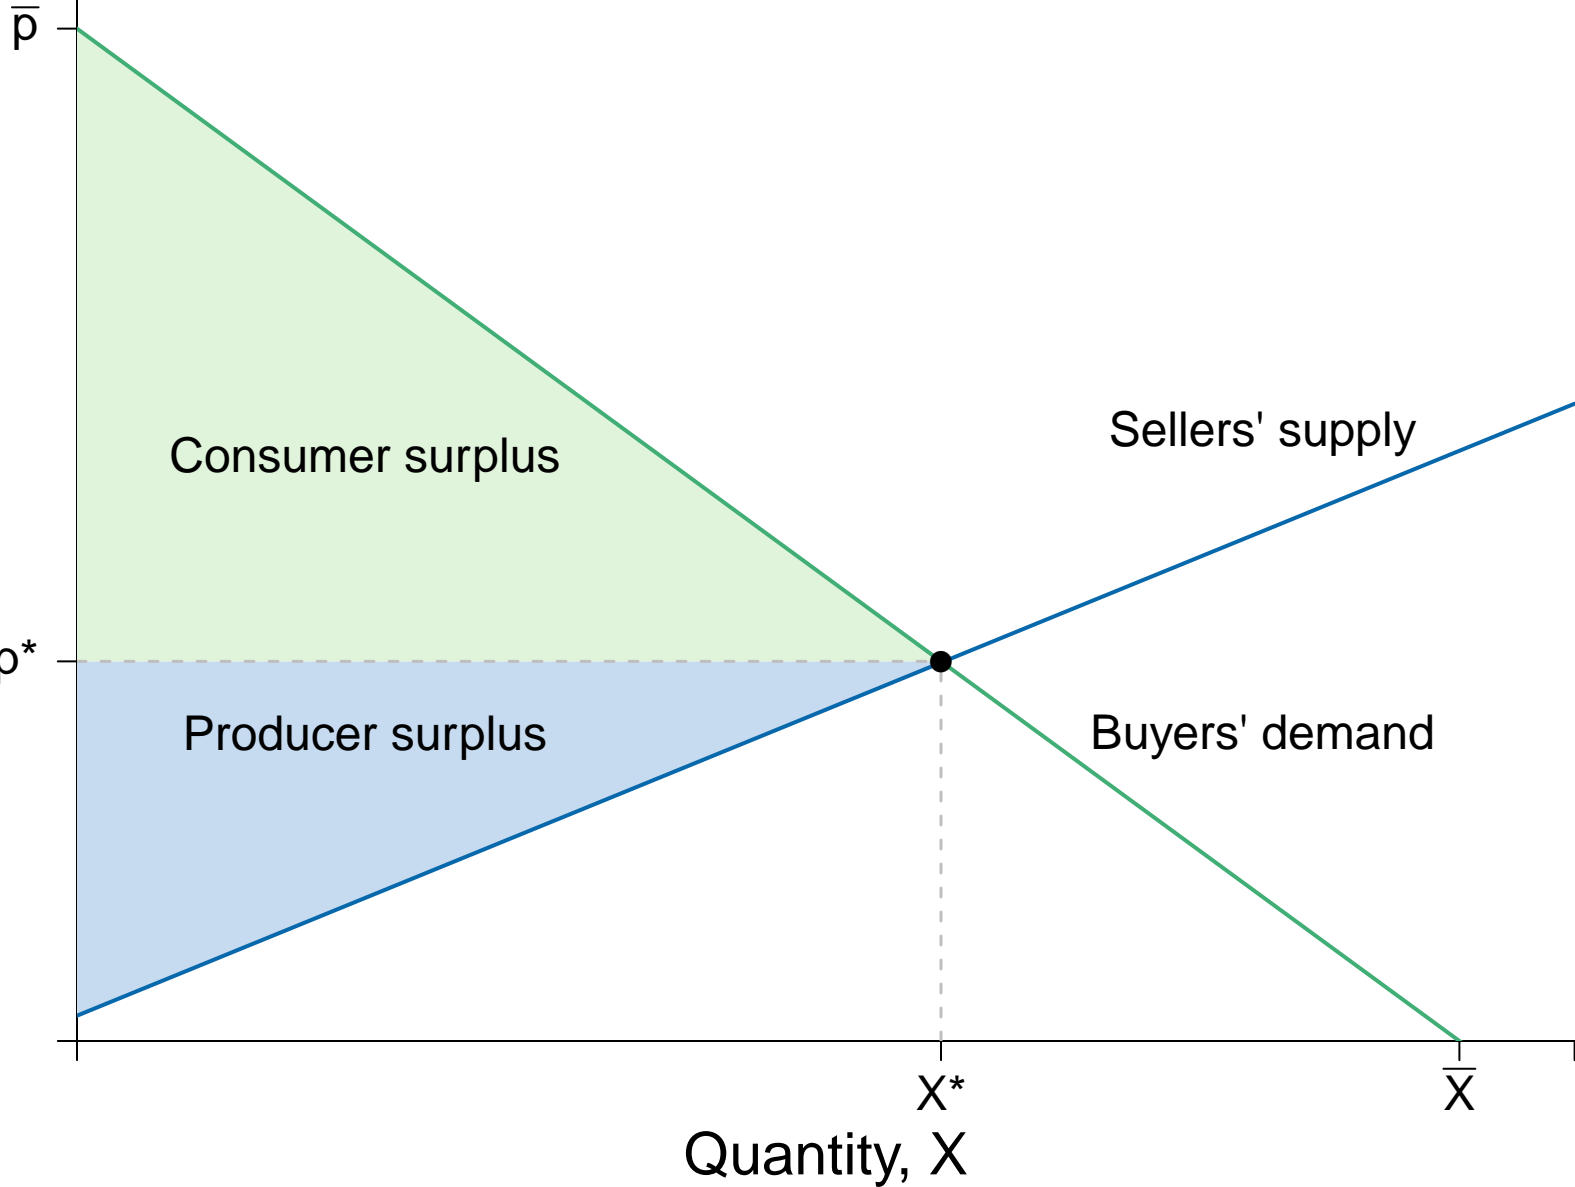 p̅
Consumer surplus
Sellers' supply
p*
Producer surplus
Buyers' demand
X*
X̅
Quantity, X